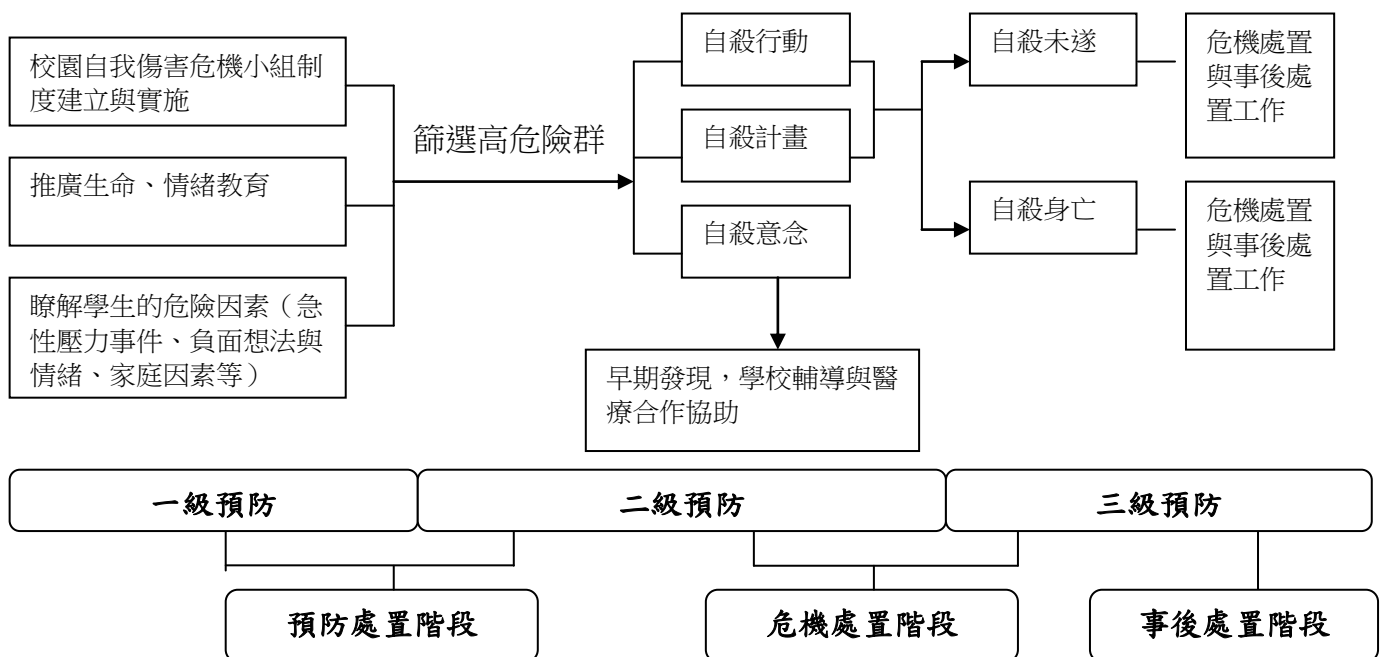 校園自我傷害危機小組制
度建立與實施
推廣生命、情緒教育
瞭解學生的危險因素（急
性壓力事件、負面想法與
情緒、家庭因素等）
篩選高危險群
自殺行動
自殺計畫
自殺意念
早期發現，學校輔導與醫
療合作協助
自殺未遂
自殺身亡
危機處置
與事後處
置工作
危機處置
與事後處
置工作
一級預防
二級預防
三級預防
預防處置階段
危機處置階段
事後處置階段